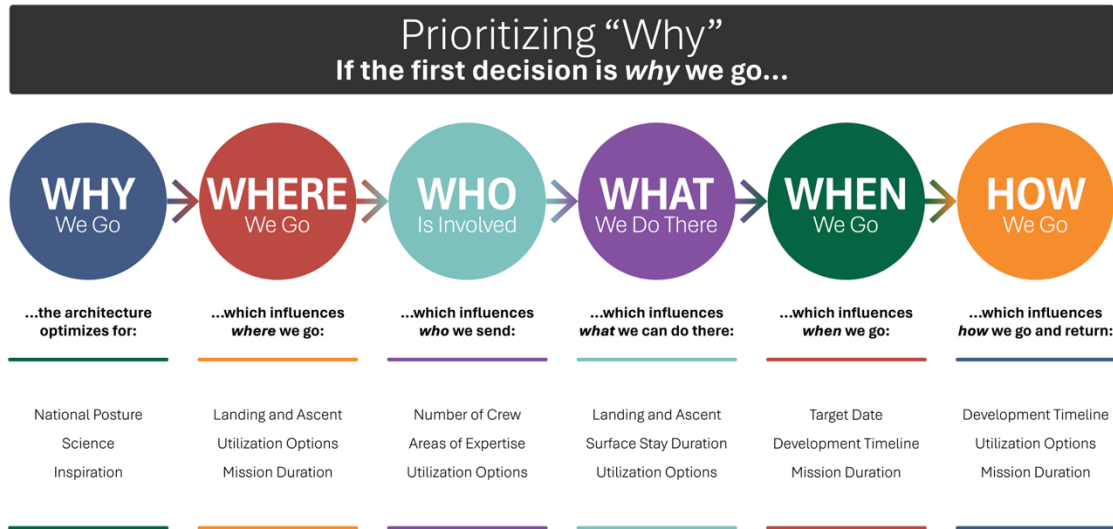 Prioritizing “Why”
If the first decision is why we go...
WHY
We Go
WHERE
We Go
WHO
Is Involved
WHAT
We Do There
WHEN
We Go
HOW
We Go
...the architecture
optimizes for:
...which influences
where we go:
...which influences
who we send:
...which influences
what we can do there:
...which influences
when we go:
...which influences
how we go and return:
National Posture
Science
Inspiration
Landing and Ascent
Utilization Options
Mission Duration
Number of Crew
Areas of Expertise
Utilization Options
Landing and Ascent
Surface Stay Duration
Utilization Options
Target Date
Development Timeline
Mission Duration
Development Timeline
Utilization Options
Mission Duration